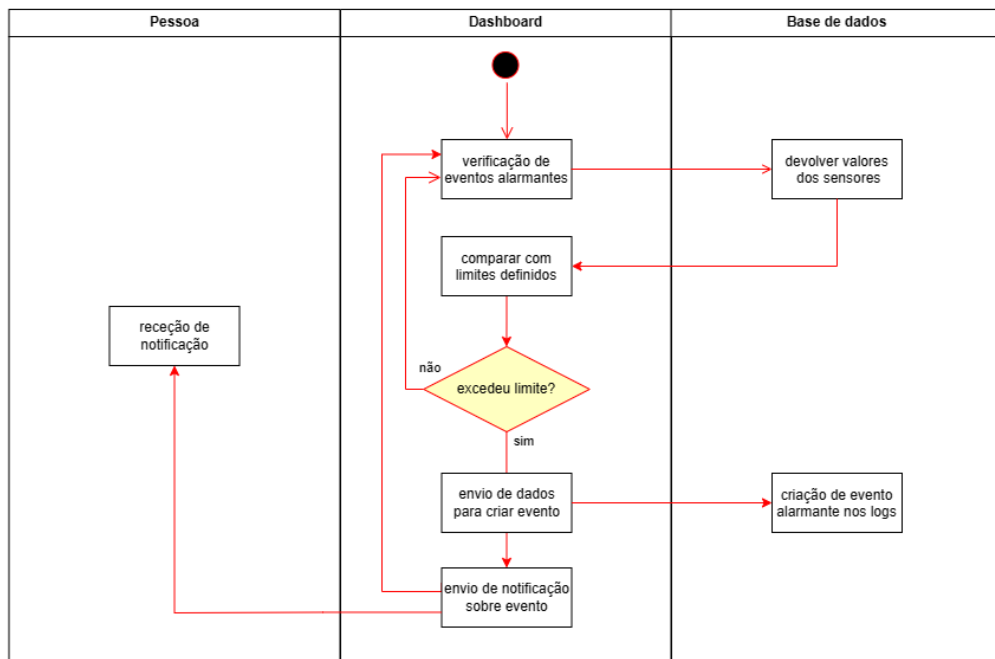 Pessoa
Dashboard
Base de dados
verificação de
eventos alarmantes
devolver valores
dos sensores
comparar com
limites definidos
receção de
notificação
não
excedeu limite?
sim
envio de dados
para criar evento
criação de evento
alarmante nos logs
envio de notificação
sobre evento